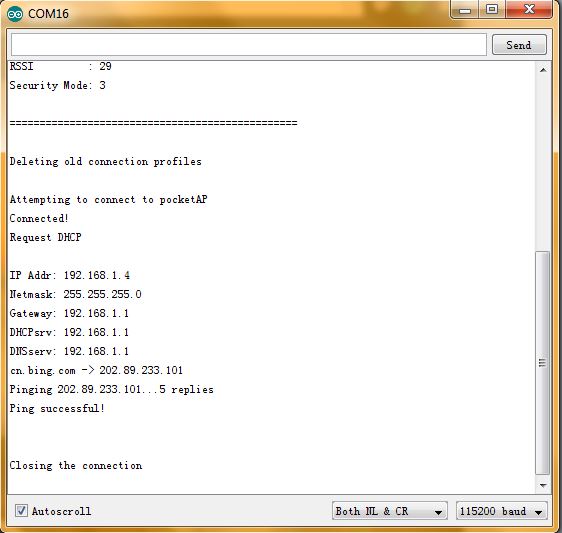 COM16
Send
RSSI          : 29
Security Mode: 3
================================================
Deleting old connection profiles
Attempting to connect to pocketAP
Connected!
Request DHCP
IP Addr: 192.168.1.4
Netmask: 255.255.255.0
Gateway: 192.168.1.1
DHCPsrv: 192.168.1.1
DNSserv: 192.168.1.1
cn.bing.com -> 202.89.233.101
Pinging 202.89.233.101...5 replies
Ping successful!
Closing the connection
Autoscroll
Both NL & CR
115200 baud